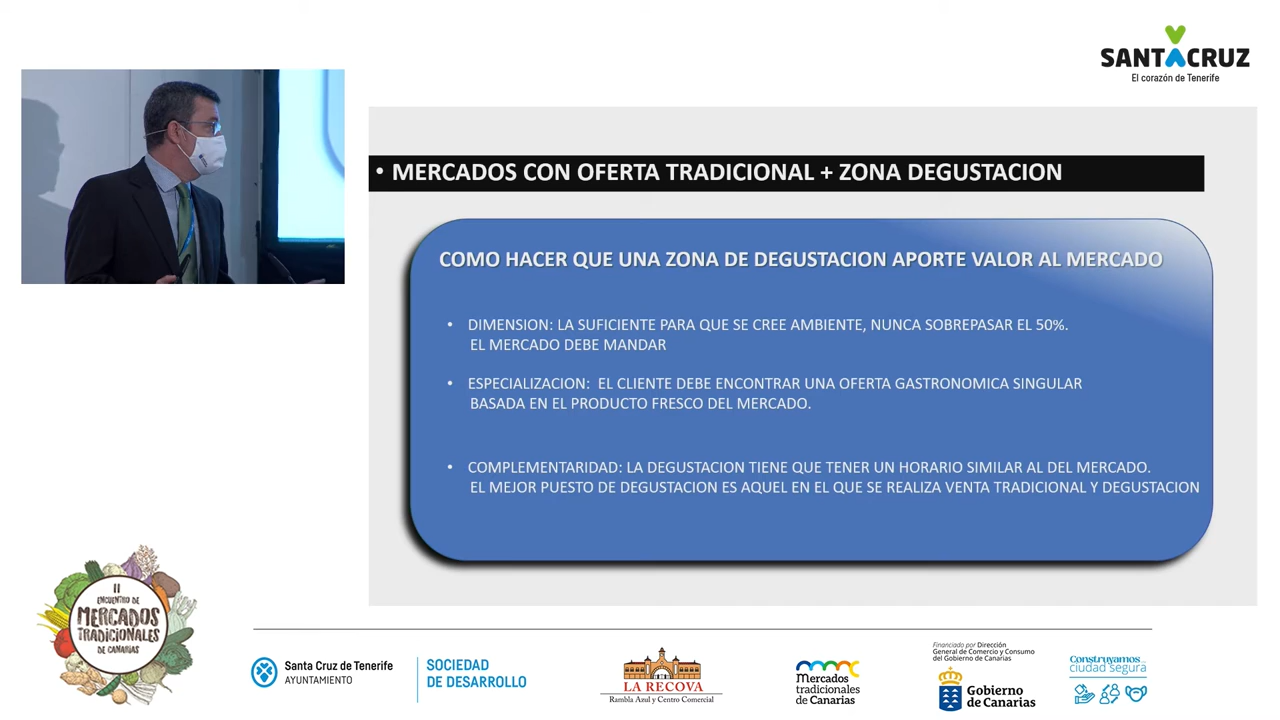 SANTACRUZ
El corazón de Tenerife
• MERCADOS CON OFERTA TRADICIONAL + ZONA DEGUSTACION
COMO HACER QUE UNA ZONA DE DEGUSTACION APORTE VALOR AL MERCADO
• DIMENSION: LA SUFICIENTE PARA QUE SE CREE AMBIENTE, NUNCA SOBREPASAR EL 50%.
EL MERCADO DEBE MANDAR
• ESPECIALIZACION: EL CLIENTE DEBE ENCONTRAR UNA OFERTA GASTRONOMICA SINGULAR
BASADA EN EL PRODUCTO FRESCO DEL MERCADO.
• COMPLEMENTARIDAD: LA DEGUSTACION TIENE QUE TENER UN HORARIO SIMILAR AL DEL MERCADO.
EL MEJOR PUESTO DE DEGUSTACION ES AQUEL EN EL QUE SE REALIZA VENTA TRADICIONAL Y DEGUSTACION
II
ENCUENTRO DE
MERCADOS
TRADICIONALES
DE CANARIAS
Santa Cruz de Tenerife
AYUNTAMIENTO
SOCIEDAD
DE DESARROLLO
LA RECOVA
Rambla Azul y Centro Comercial
Mercados
tradicionales
de Canarias
Financiado por Dirección
General de Comercio y Consumo
del Gobierno de Canarias
Gobierno
de Canarias
Construyamos...
ciudad segura